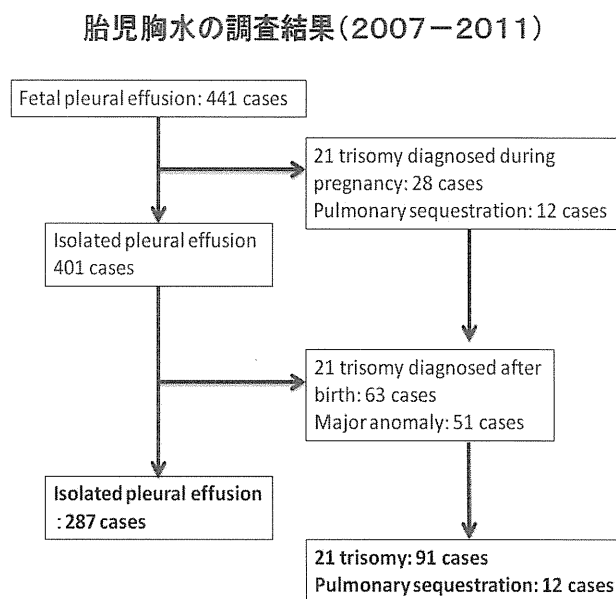 胎児胸水の調査結果(2007-2011)
Fetal pleural effusion: 441 cases
21 trisomy diagnosed during
pregnancy: 28 cases
Pulmonary sequestration: 12 cases
Isolated pleural effusion
401 cases
21 trisomy diagnosed after
birth: 63 cases
Major anomaly: 51 cases
Isolated pleural effusion
: 287 cases
21 trisomy: 91 cases
Pulmonary sequestration: 12 cases